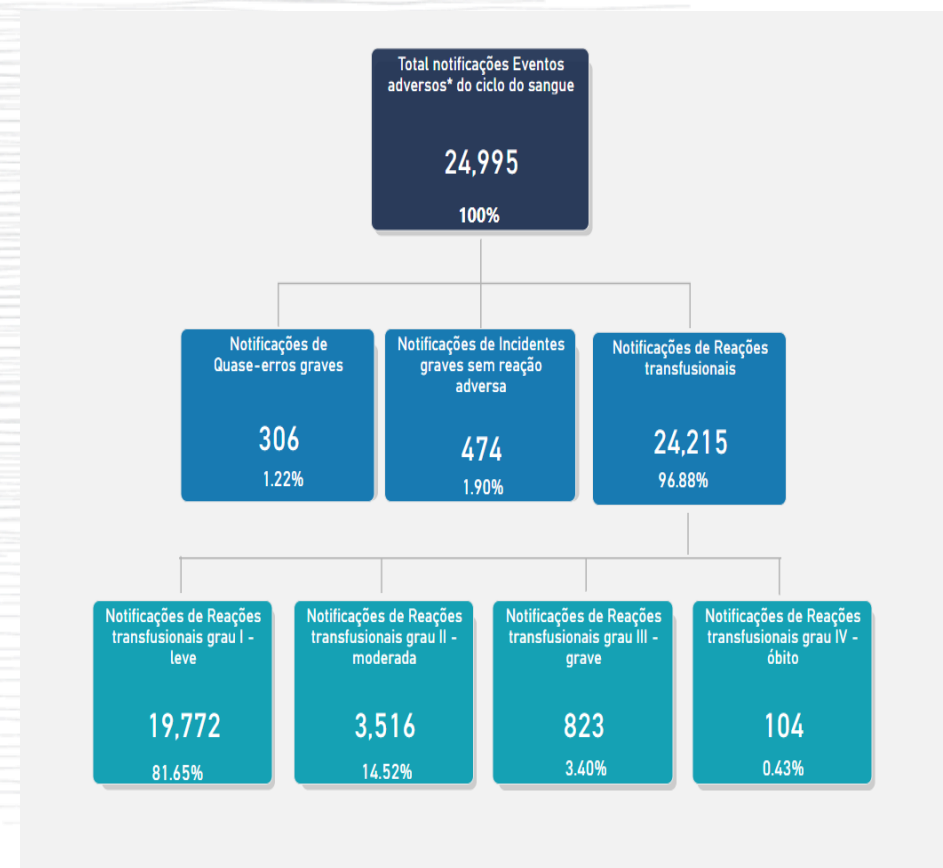 Total notificações Eventos
adversos* do ciclo do sangue
24,995
100%
Notificações de
Quase-erros graves
306
1.22%
Notificações de Incidentes
graves sem reação
adversa
474
1.90%
Notificações de Reações
transfusionais
24,215
96.88%
Notificações de Reações
transfusionais grau I -
leve
19,772
81.65%
Notificações de Reações
transfusionais grau II -
moderada
3,516
14.52%
Notificações de Reações
transfusionais grau III -
grave
823
3.40%
Notificações de Reações
transfusionais grau IV -
óbito
104
0.43%